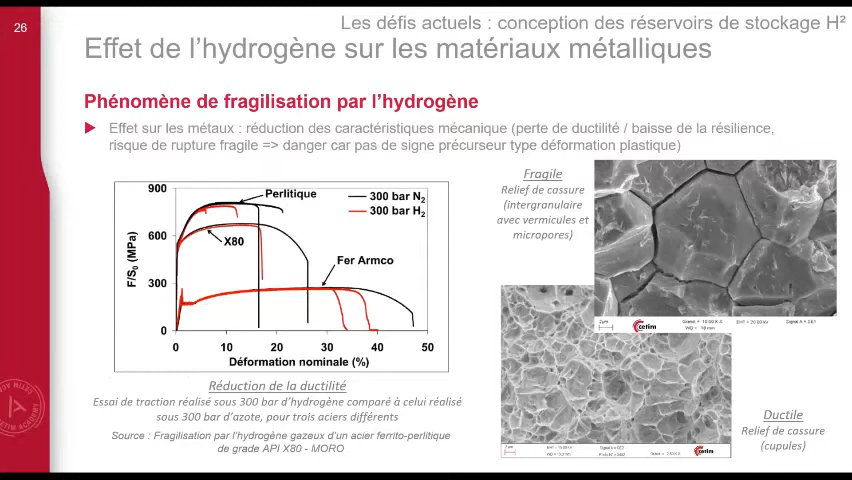 26
Les défis actuels : conception des réservoirs de stockage H²
Effet de l'hydrogène sur les matériaux métalliques
Phénomène de fragilisation par l'hydrogène
Effet sur les métaux : réduction des caractéristiques mécanique (perte de ductilité / baisse de la résilience,
risque de rupture fragile => danger car pas de signe précurseur type déformation plastique)
900
600
300
0
F/S₀ (MPa)
Perlitique
300 bar N₂
300 bar H₂
X80
Fer Armco
0 10 20 30 40 50
Déformation nominale (%)
Réduction de la ductilité
Essai de traction réalisé sous 300 bar d'hydrogène comparé à celui réalisé
sous 300 bar d'azote, pour trois aciers différents
Source : Fragilisation par l'hydrogène gazeux d'un acier ferrito-perlitique
de grade API X80 - MORO
Fragile
Relief de cassure
(intergranulaire
avec vermicules et
micropores)
cetim
cetim
Ductile
Relief de cassure
(cupules)